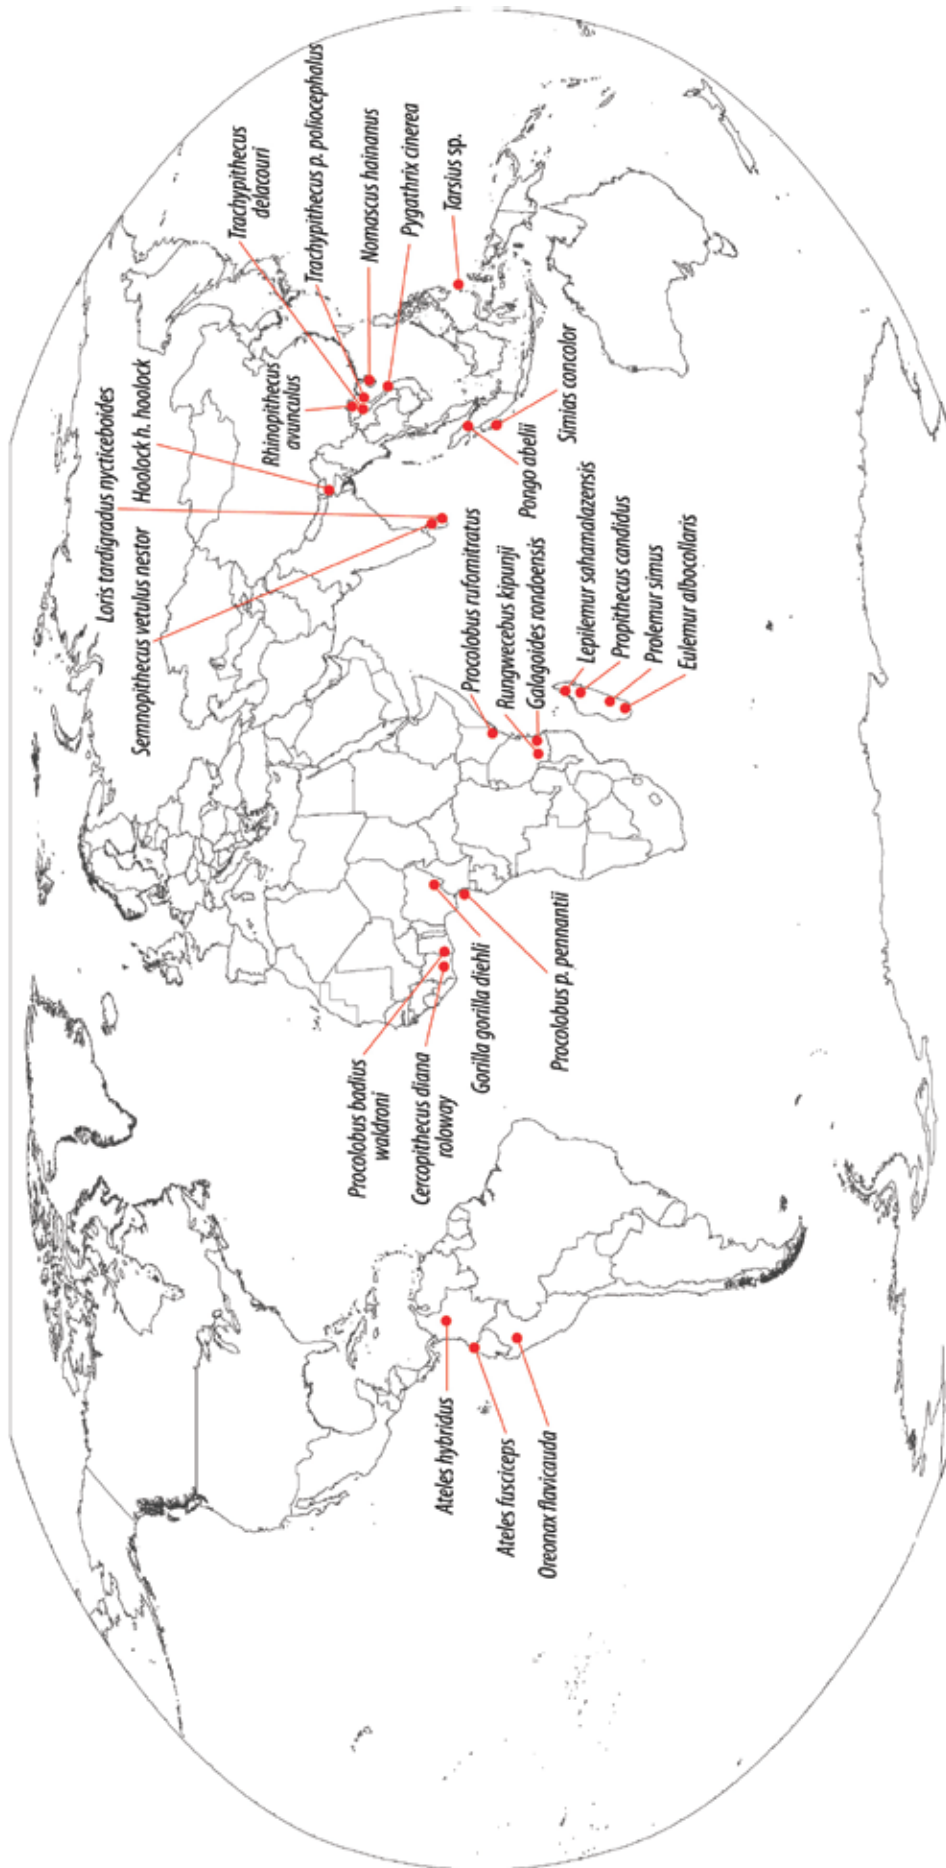 Trachypithecus
delacouri
Trachypithecus p. poliocephalus
Nomascus hainanus
Pygathrix cinerea
Tarsius sp.
Rhinopithecus
avunculus
Hoolock h. hoolock
Loris tardigradus nycticeboides
Semnopithecus vetulus nestor
Pongo abelii
Simias concolor
Procolobus rufomitratus
Rungwecebus kipunji
Galagoides rondoensis
Lepilemur sahamalazensis
Propithecus candidus
Prolemur simus
Eulemur albocollaris
Procolobus badius
waldroni
Cercopithecus diana
roloway
Gorilla gorilla diehli
Procolobus p. pennantii
Ateles hybridus
Ateles fusciceps
Oreonax flavicauda